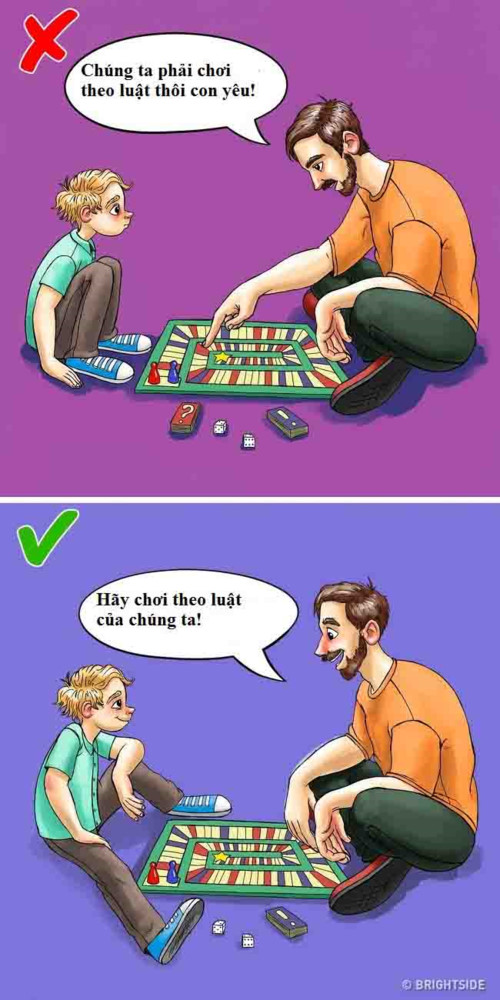 Chúng ta phải chơi
theo luật thôi con yêu!
?
!
Hãy chơi theo luật
của chúng ta!
!
© BRIGHTSIDE